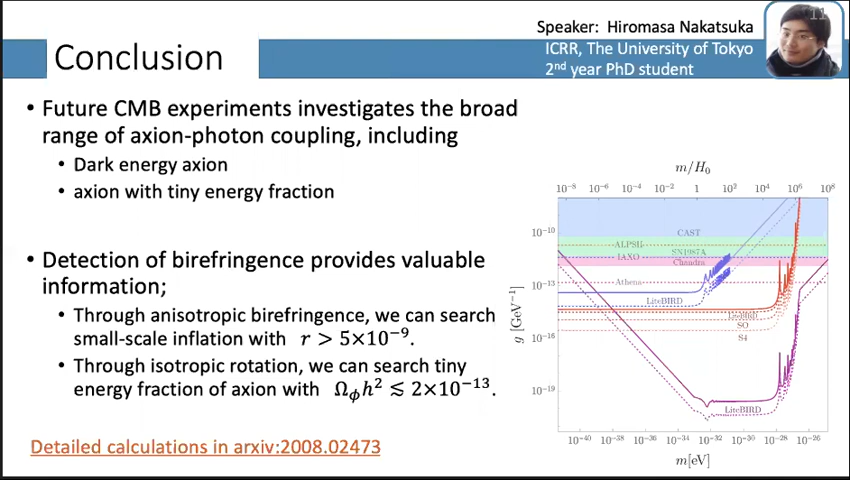 11
Speaker: Hiromasa Nakatsuka
ICRR, The University of Tokyo
2nd year PhD student
Conclusion
• Future CMB experiments investigates the broad
range of axion-photon coupling, including
• Dark energy axion
• axion with tiny energy fraction
• Detection of birefringence provides valuable
information;
• Through anisotropic birefringence, we can search
small-scale inflation with r > 5×10⁻⁹.
• Through isotropic rotation, we can search tiny
energy fraction of axion with Ω_ϕh² ≲ 2×10⁻¹³.
Detailed calculations in arxiv:2008.02473
m/H₀
10⁻⁸ 10⁻⁶ 10⁻⁴ 10⁻² 1 10² 10⁴ 10⁶ 10⁸
10⁻¹⁰
10⁻¹³
10⁻¹⁶
10⁻¹⁹
g [GeV⁻¹]
CAST
ALPSII
SN1987A
IAXO
Chandra
Athena
LiteBIRD
LiteBIRD
SO
S4
LiteBIRD
10⁻⁴⁰ 10⁻³⁸ 10⁻³⁶ 10⁻³⁴ 10⁻³² 10⁻³⁰ 10⁻²⁸ 10⁻²⁶
m[eV]